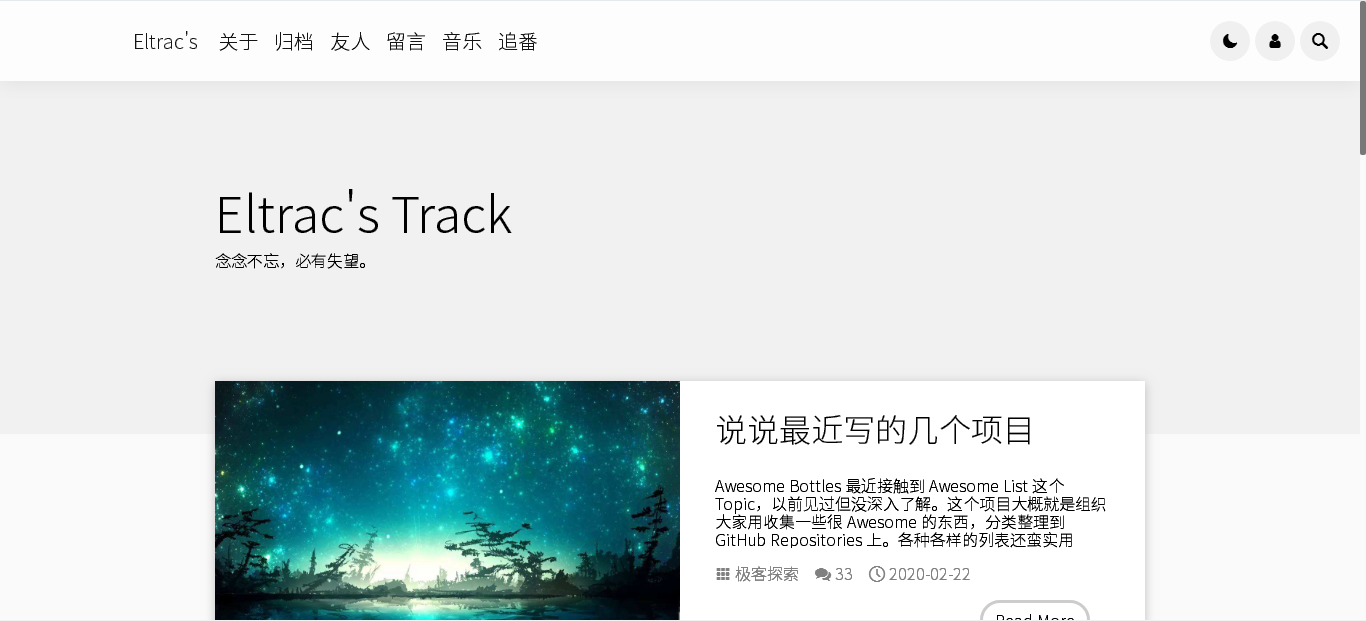 Eltrac's 关于 归档 友人 留言 音乐 追番
Eltrac's Track
念念不忘，必有失望。
说说最近写的几个项目
Awesome Bottles 最近接触到 Awesome List 这个
Topic，以前见过但没深入了解。这个项目大概就是组织
大家用收集一些很 Awesome 的东西，分类整理到
GitHub Repositories 上。各种各样的列表还蛮实用
极客探索 33 2020-02-22
Read More